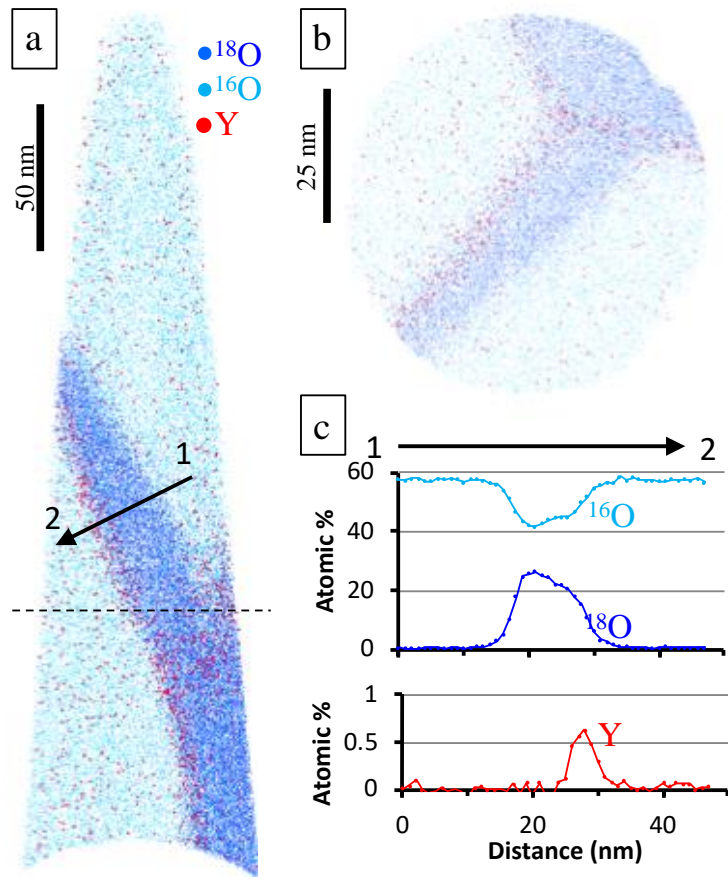 a
¹⁸O
¹⁶O
Y
50 nm
1
2
b
25 nm
c
1
2
60
40
20
0
Atomic %
¹⁶O
¹⁸O
1
0.5
0
Atomic %
Y
0
20
40
Distance (nm)